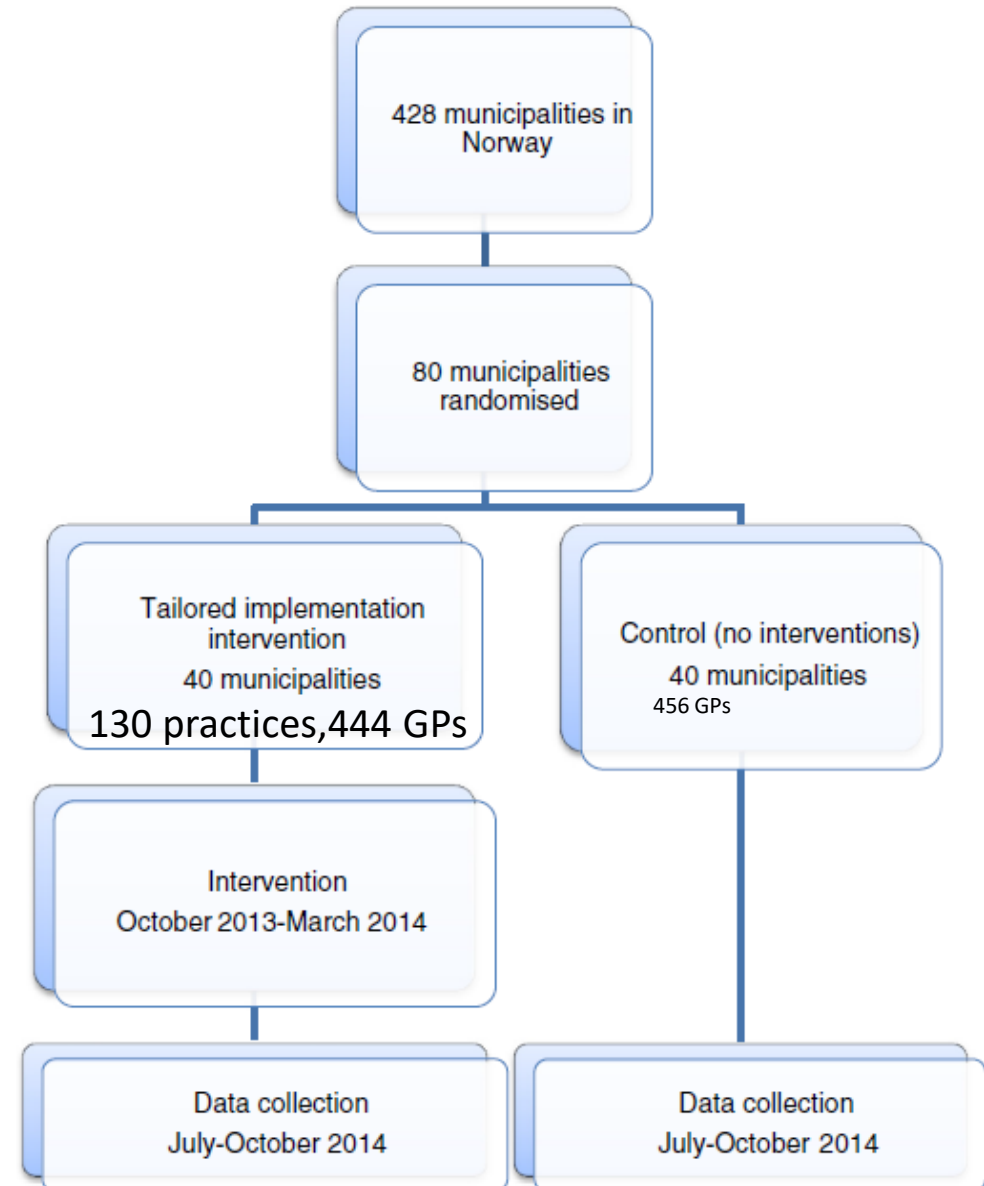 428 municipalities in
Norway
80 municipalities
randomised
Tailored implementation
intervention
40 municipalities
130 practices,444 GPs
Control (no interventions)
40 municipalities
456 GPs
Intervention
October 2013-March 2014
Data collection
July-October 2014
Data collection
July-October 2014